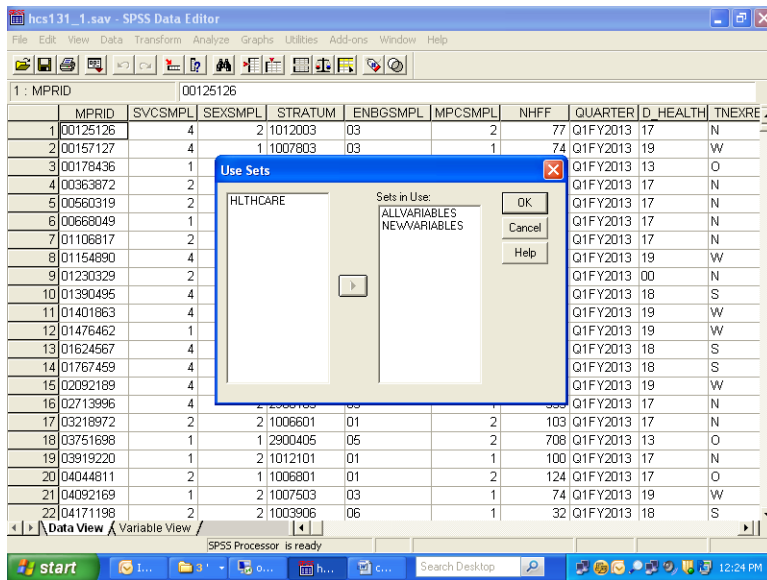 hcs131_1.sav - SPSS Data Editor
File Edit View Data Transform Analyze Graphs Utilities Add-ons Window Help
1 : MPRID 00125126
MPRID SVCSMPL SEXSMPL STRATUM ENBGSMPL MPCSMPL NHFF QUARTER D_HEALTH TNEXRE
1 00125126 4 2 1012003 03 2 77 Q1FY2013 17 N
2 00157127 4 1 1007803 03 1 74 Q1FY2013 19 W
3 00178436 1 Q1FY2013 13 O
4 00363872 2 Q1FY2013 17 N
5 00560319 2 Q1FY2013 17 N
6 00668049 1 Q1FY2013 17 N
7 01106817 2 Q1FY2013 17 N
8 01154890 4 Q1FY2013 19 W
9 01230329 2 Q1FY2013 00 N
10 01390495 4 Q1FY2013 18 S
11 01401863 4 Q1FY2013 19 W
12 01476462 1 Q1FY2013 19 W
13 01624567 4 Q1FY2013 18 S
14 01767459 4 Q1FY2013 18 S
15 02092189 4 Q1FY2013 19 W
16 02713996 4 Q1FY2013 17 N
17 03218972 2 2 1006601 01 2 103 Q1FY2013 17 N
18 03751698 1 1 2900405 05 2 708 Q1FY2013 13 O
19 03919220 1 2 1012101 01 1 100 Q1FY2013 17 N
20 04044811 2 1 1006801 01 2 124 Q1FY2013 17 O
21 04092169 1 2 1007503 03 1 74 Q1FY2013 19 W
22 04171198 2 2 1003906 06 1 32 Q1FY2013 18 S
Use Sets
HLTHCARE
Sets in Use:
ALLVARIABLES
NEWVARIABLES
OK
Cancel
Help
Data View Variable View
SPSS Processor is ready
start I... 3 o... h... c... Search Desktop 12:24 PM